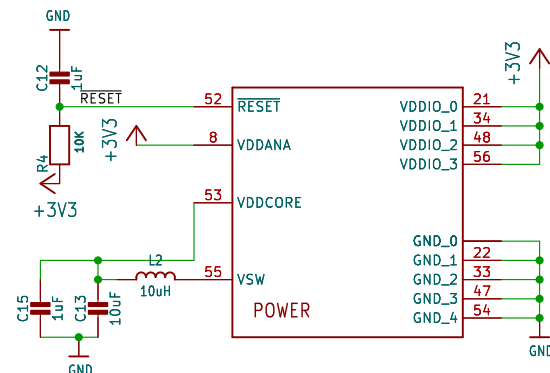 GND
C12
1uF
RESET
R4
10K
+3V3
+3V3
52
RESET
8
VDDANA
53
VDDCORE
55
VSW
L2
10uH
C15
1uF
C13
10uF
GND
POWER
+3V3
VDDIO_0
21
VDDIO_1
34
VDDIO_2
48
VDDIO_3
56
GND_0
GND_1
22
GND_2
33
GND_3
47
GND_4
54
GND